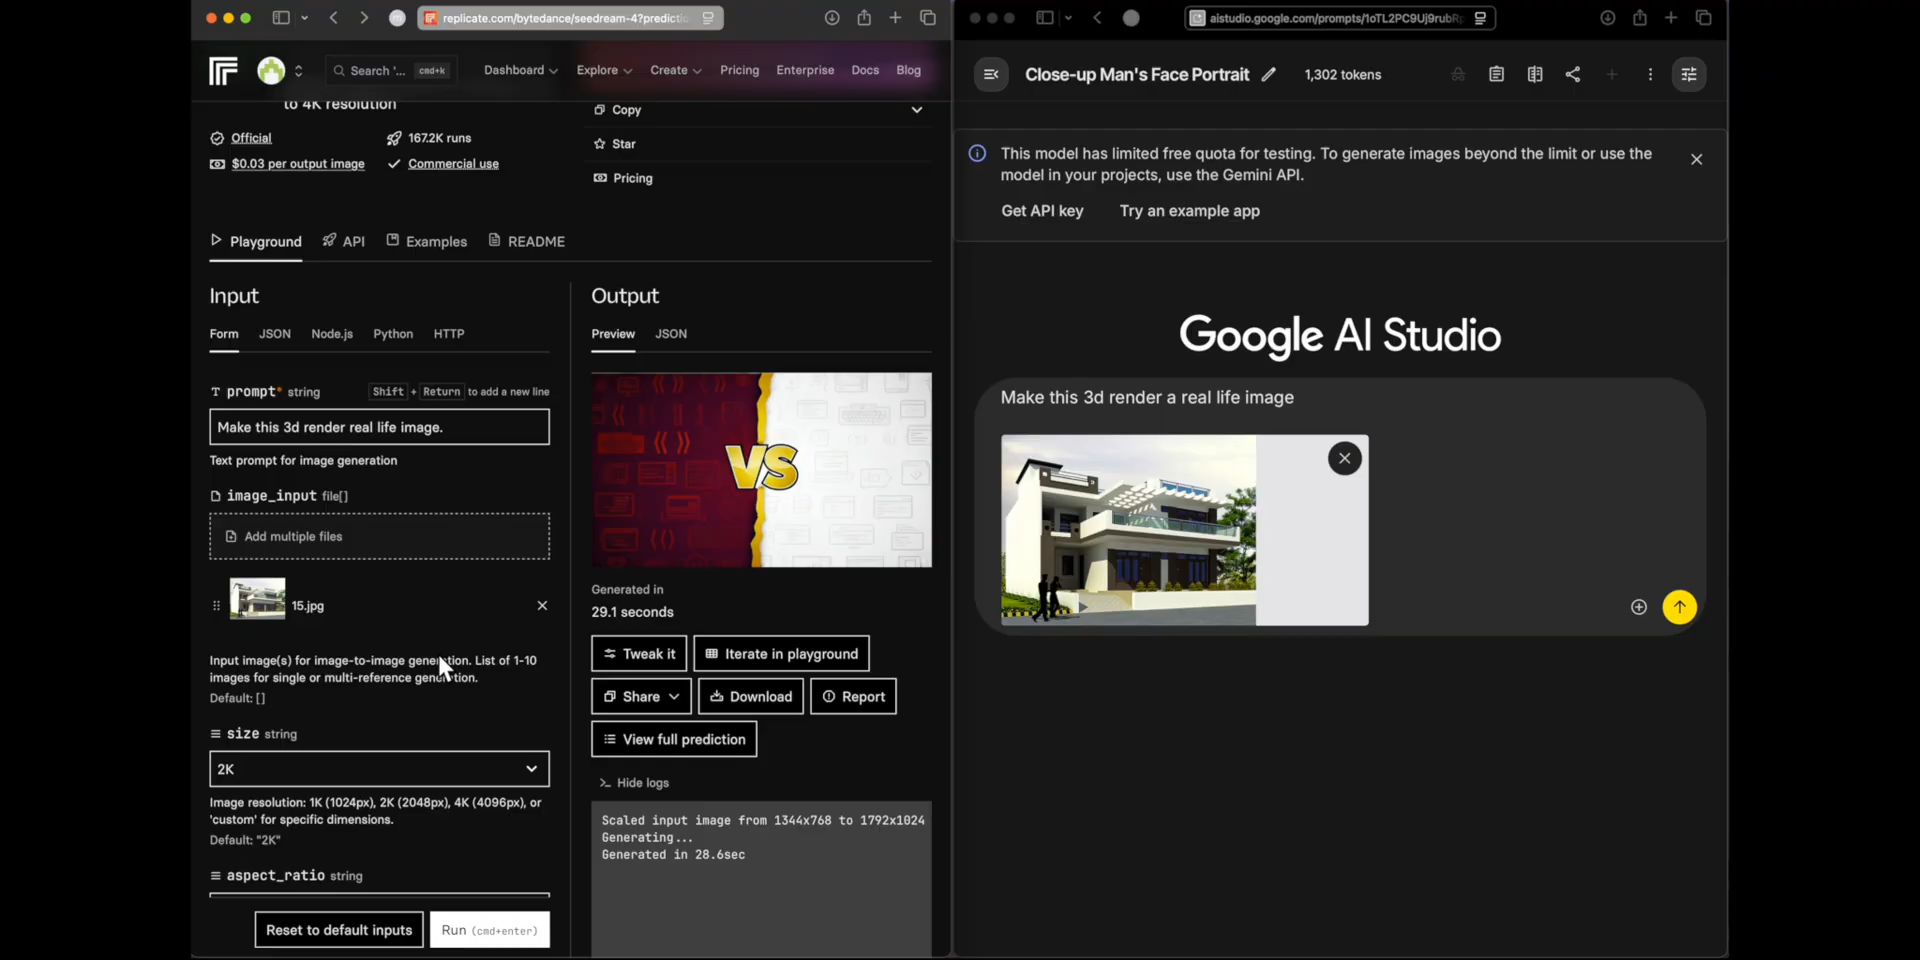 replicate.com/bytedance/seedream-4?predicti
Search '... cmd+k
Dashboard
Explore
Create
Pricing
Enterprise
Docs
Blog
to 4K resolution
Official
167.2K runs
$0.03 per output image
Commercial use
Copy
Star
Pricing
Playground
API
Examples
README
Input
Form
JSON
Node.js
Python
HTTP
prompt* string
Shift + Return to add a new line
Make this 3d render real life image.
Text prompt for image generation
image_input file[]
Add multiple files
15.jpg
Input image(s) for image-to-image generation. List of 1-10
images for single or multi-reference generation.
Default: []
size string
2K
Image resolution: 1K (1024px), 2K (2048px), 4K (4096px), or
'custom' for specific dimensions.
Default: "2K"
aspect_ratio string
Reset to default inputs
Run (cmd+enter)
Output
Preview
JSON
VS
Generated in
29.1 seconds
Tweak it
Iterate in playground
Share
Download
Report
View full prediction
Hide logs
Scaled input image from 1344x768 to 1792x1024
Generating...
Generated in 28.6sec
aistudio.google.com/prompts/1oTL2PC9Uj9rubR
Close-up Man's Face Portrait
1,302 tokens
This model has limited free quota for testing. To generate images beyond the limit or use the
model in your projects, use the Gemini API.
Get API key
Try an example app
Google AI Studio
Make this 3d render a real life image